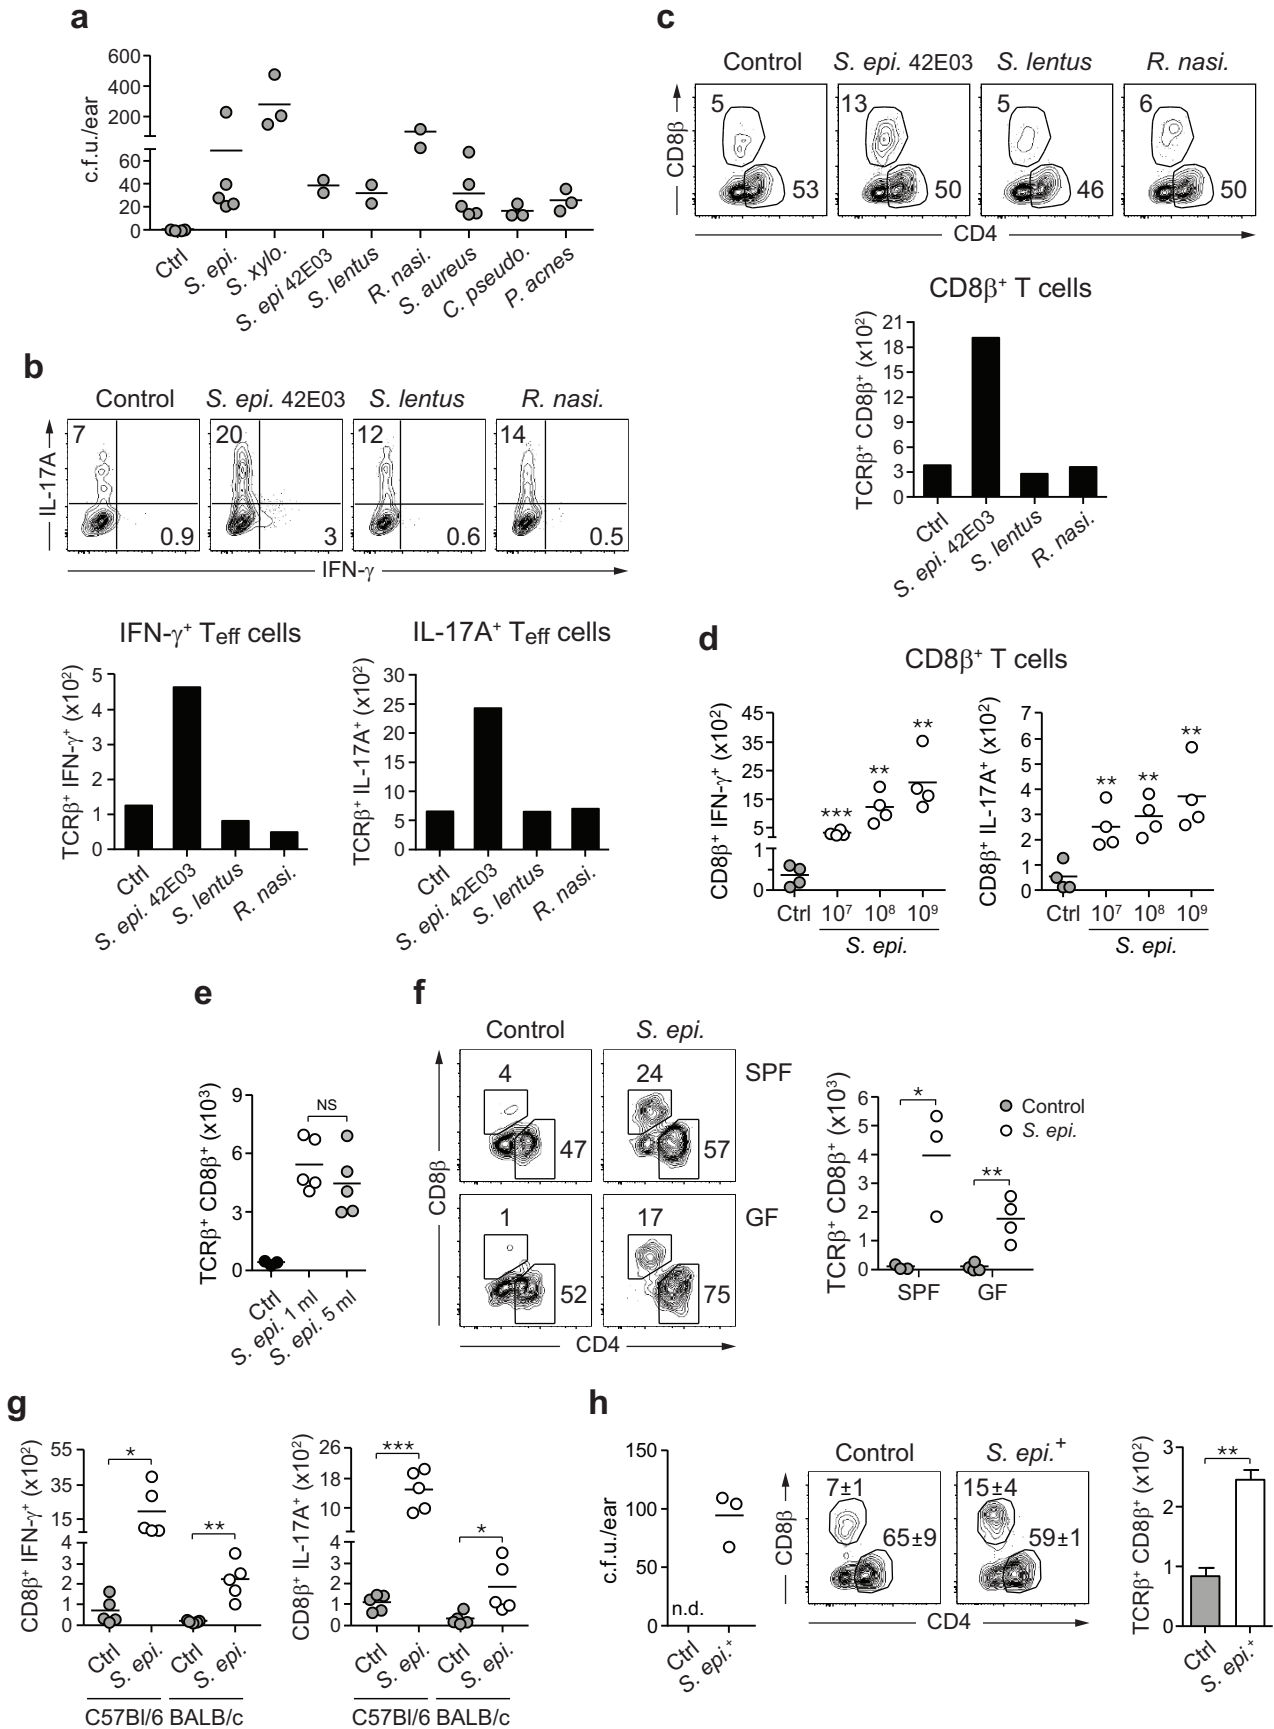 a
c.f.u./ear
600
400
200
60
40
20
0
Ctrl
S. epi.
S. xylo.
S. epi 42E03
S. lentus
R. nasi.
S. aureus
C. pseudo.
P. acnes
c
Control
S. epi. 42E03
S. lentus
R. nasi.
CD8β
5
53
13
50
5
46
6
50
CD4
CD8β⁺ T cells
TCRβ⁺ CD8β⁺ (x10²)
21
18
15
12
9
6
3
0
Ctrl
S. epi. 42E03
S. lentus
R. nasi.
b
Control
S. epi. 42E03
S. lentus
R. nasi.
IL-17A
7
0.9
20
3
12
0.6
14
0.5
IFN-γ
IFN-γ⁺ Teff cells
TCRβ⁺ IFN-γ⁺ (x10²)
5
4
3
2
1
0
Ctrl
S. epi. 42E03
S. lentus
R. nasi.
IL-17A⁺ Teff cells
TCRβ⁺ IL-17A⁺ (x10²)
30
25
20
15
10
5
0
Ctrl
S. epi. 42E03
S. lentus
R. nasi.
d
CD8β⁺ T cells
CD8β⁺ IFN-γ⁺ (x10²)
45
35
25
15
5
1
0
***
**
**
Ctrl
10⁷
10⁸
10⁹
S. epi.
CD8β⁺ IL-17A⁺ (x10²)
7
6
5
4
3
2
1
0
**
**
**
Ctrl
10⁷
10⁸
10⁹
S. epi.
e
TCRβ⁺ CD8β⁺ (x10³)
9
6
3
0
NS
Ctrl
S. epi. 1 ml
S. epi. 5 ml
f
Control
S. epi.
CD8β
4
47
24
57
SPF
1
52
17
75
GF
CD4
TCRβ⁺ CD8β⁺ (x10³)
6
5
4
3
2
1
0
*
**
Control
S. epi.
SPF
GF
g
CD8β⁺ IFN-γ⁺ (x10²)
55
35
15
4
3
2
1
0
*
**
Ctrl
S. epi.
Ctrl
S. epi.
C57Bl/6
BALB/c
CD8β⁺ IL-17A⁺ (x10²)
26
18
10
4
3
2
1
0
***
*
Ctrl
S. epi.
Ctrl
S. epi.
C57Bl/6
BALB/c
h
c.f.u./ear
150
100
50
0
n.d.
Ctrl
S. epi.⁺
Control
S. epi.⁺
CD8β
7±1
65±9
15±4
59±1
CD4
TCRβ⁺ CD8β⁺ (x10²)
3
2
1
0
**
Ctrl
S. epi.⁺